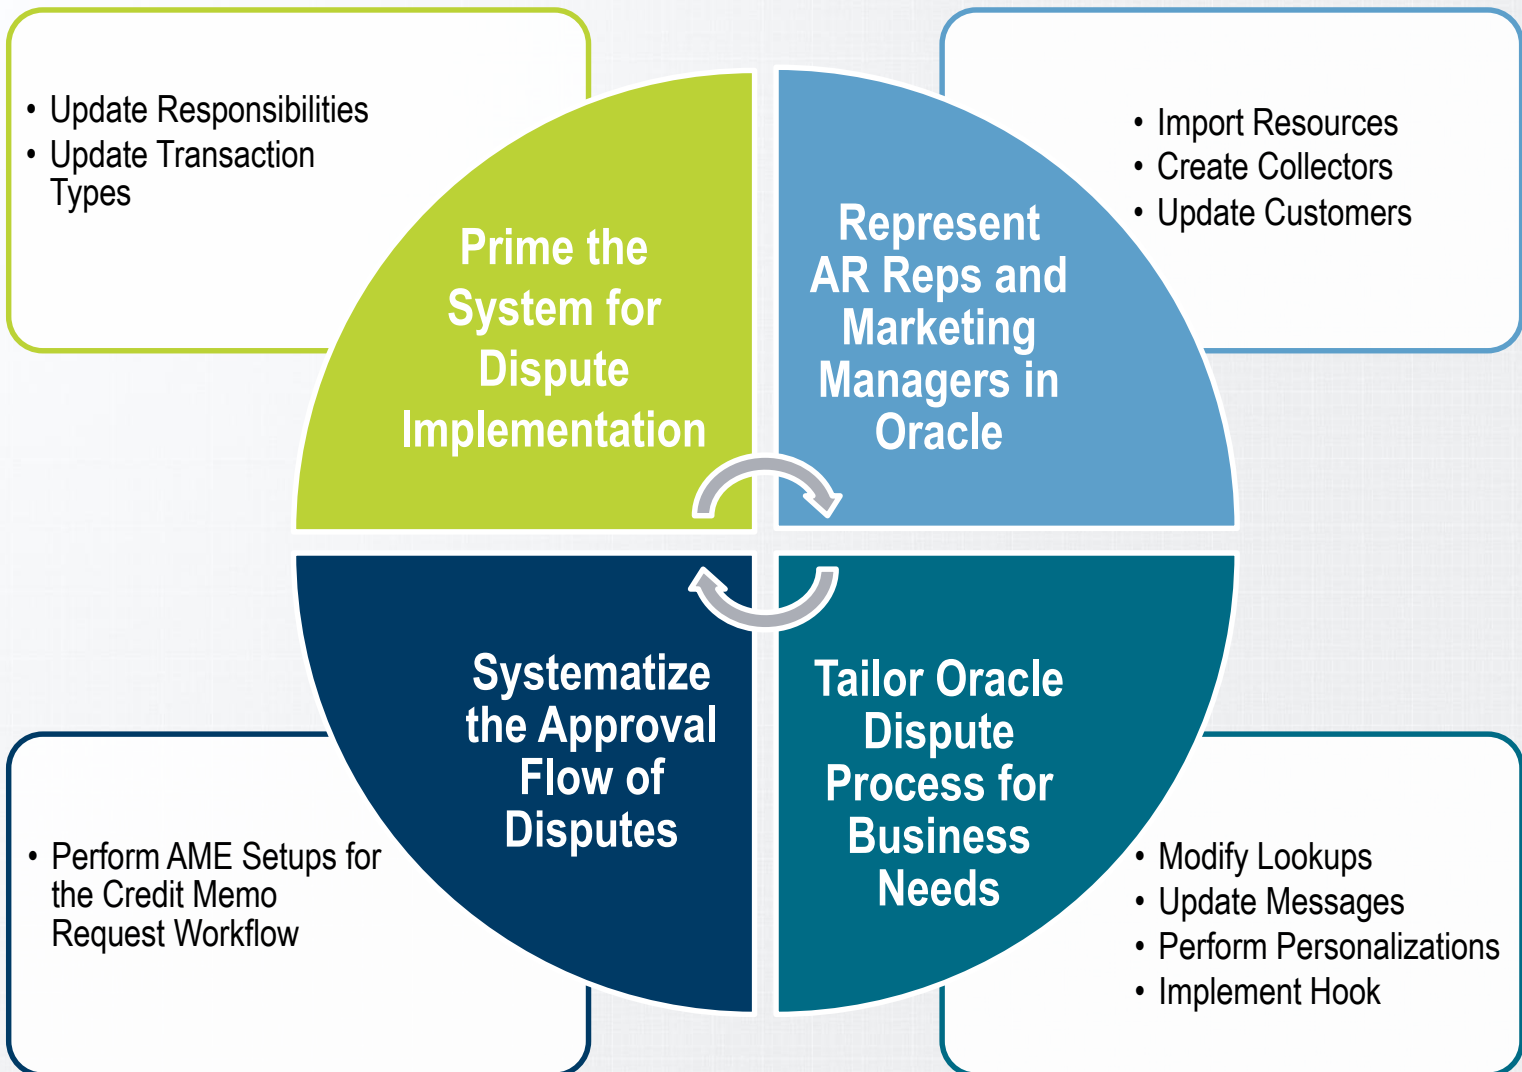 • Update Responsibilities
• Update Transaction
Types
Prime the
System for
Dispute
Implementation
Represent
AR Reps and
Marketing
Managers in
Oracle
• Import Resources
• Create Collectors
• Update Customers
• Perform AME Setups for
the Credit Memo
Request Workflow
Systematize
the Approval
Flow of
Disputes
Tailor Oracle
Dispute
Process for
Business
Needs
• Modify Lookups
• Update Messages
• Perform Personalizations
• Implement Hook